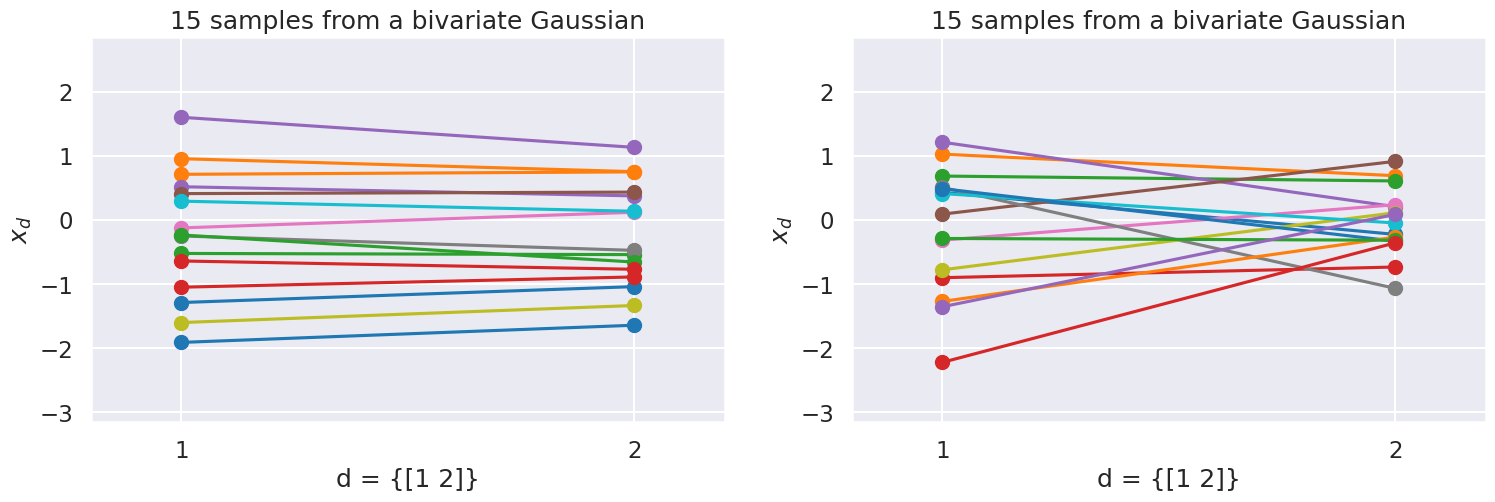 15 samples from a bivariate Gaussian
2
1
0
−1
−2
−3
x_d
1 2
d = {[1 2]}
15 samples from a bivariate Gaussian
2
1
0
−1
−2
−3
x_d
1 2
d = {[1 2]}